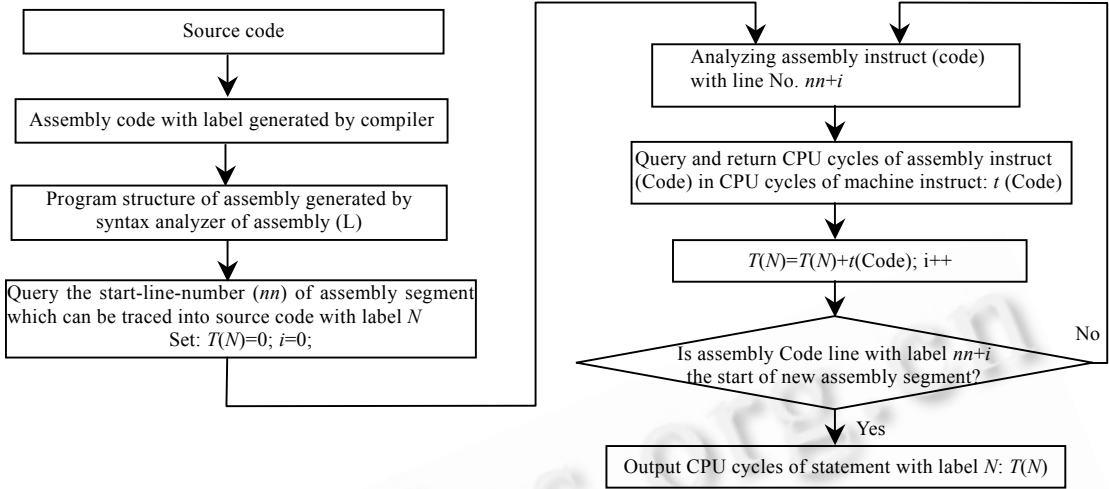 Source code
Assembly code with label generated by compiler
Program structure of assembly generated by
syntax analyzer of assembly (L)
Query the start-line-number (nn) of assembly segment
which can be traced into source code with label N
Set: T(N)=0; i=0;
Analyzing assembly instruct (code)
with line No. nn+i
Query and return CPU cycles of assembly instruct
(Code) in CPU cycles of machine instruct: t (Code)
T(N)=T(N)+t(Code); i++
Is assembly Code line with label nn+i
the start of new assembly segment?
No
Yes
Output CPU cycles of statement with label N: T(N)
s.org.cn